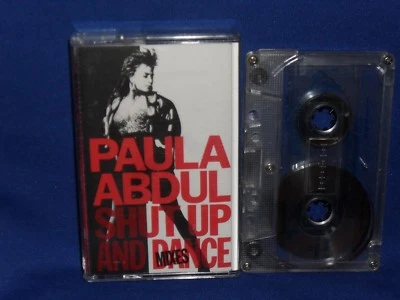 PAULA
ABDUL
SHUT UP
AND DANCE
MIXES